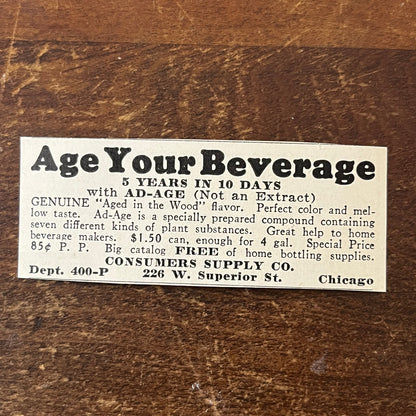 Age Your Beverage
5 YEARS IN 10 DAYS
with AD-AGE (Not an Extract)
GENUINE "Aged in the Wood" flavor. Perfect color and mel-
low taste. Ad-Age is a specially prepared compound containing
seven different kinds of plant substances. Great help to home
beverage makers. $1.50 can, enough for 4 gal. Special Price
85¢ P. P. Big catalog FREE of home bottling supplies.
CONSUMERS SUPPLY CO.
Dept. 400-P 226 W. Superior St. Chicago